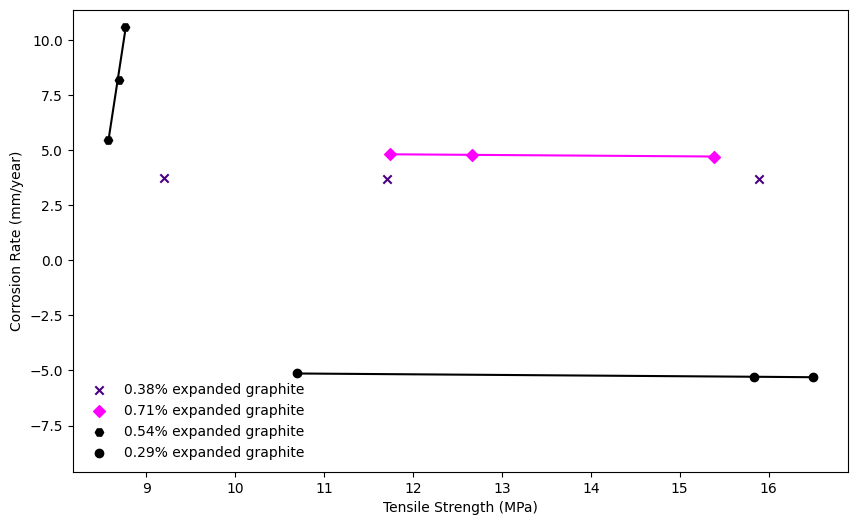 10.0
7.5
5.0
2.5
0.0
−2.5
−5.0
−7.5
Corrosion Rate (mm/year)
0.38% expanded graphite
0.71% expanded graphite
0.54% expanded graphite
0.29% expanded graphite
9 10 11 12 13 14 15 16
Tensile Strength (MPa)